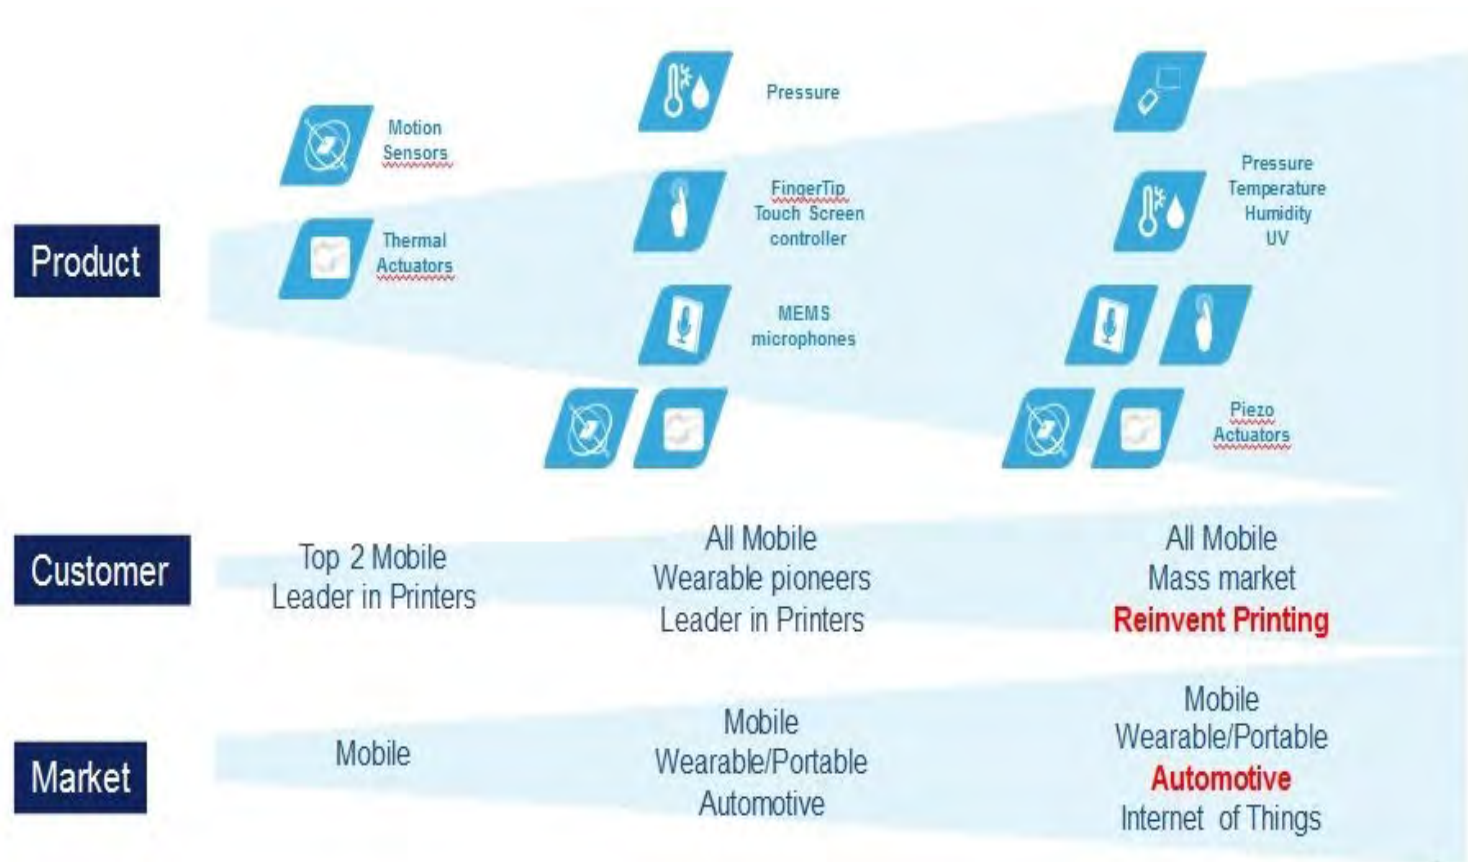 Product
Motion
Sensors
Thermal
Actuators
Pressure
FingerTip
Touch Screen
controller
MEMS
microphones
Pressure
Temperature
Humidity
UV
Piezo
Actuators
Customer
Top 2 Mobile
Leader in Printers
All Mobile
Wearable pioneers
Leader in Printers
All Mobile
Mass market
Reinvent Printing
Market
Mobile
Mobile
Wearable/Portable
Automotive
Mobile
Wearable/Portable
Automotive
Internet of Things